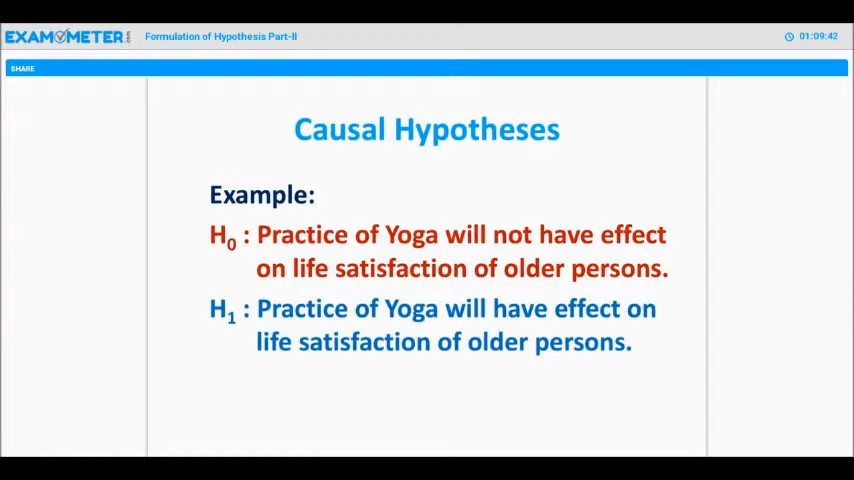 EXAMOMETER.com
Formulation of Hypothesis Part-II
01:09:42
SHARE
Causal Hypotheses
Example:
H₀ : Practice of Yoga will not have effect
on life satisfaction of older persons.
H₁ : Practice of Yoga will have effect on
life satisfaction of older persons.